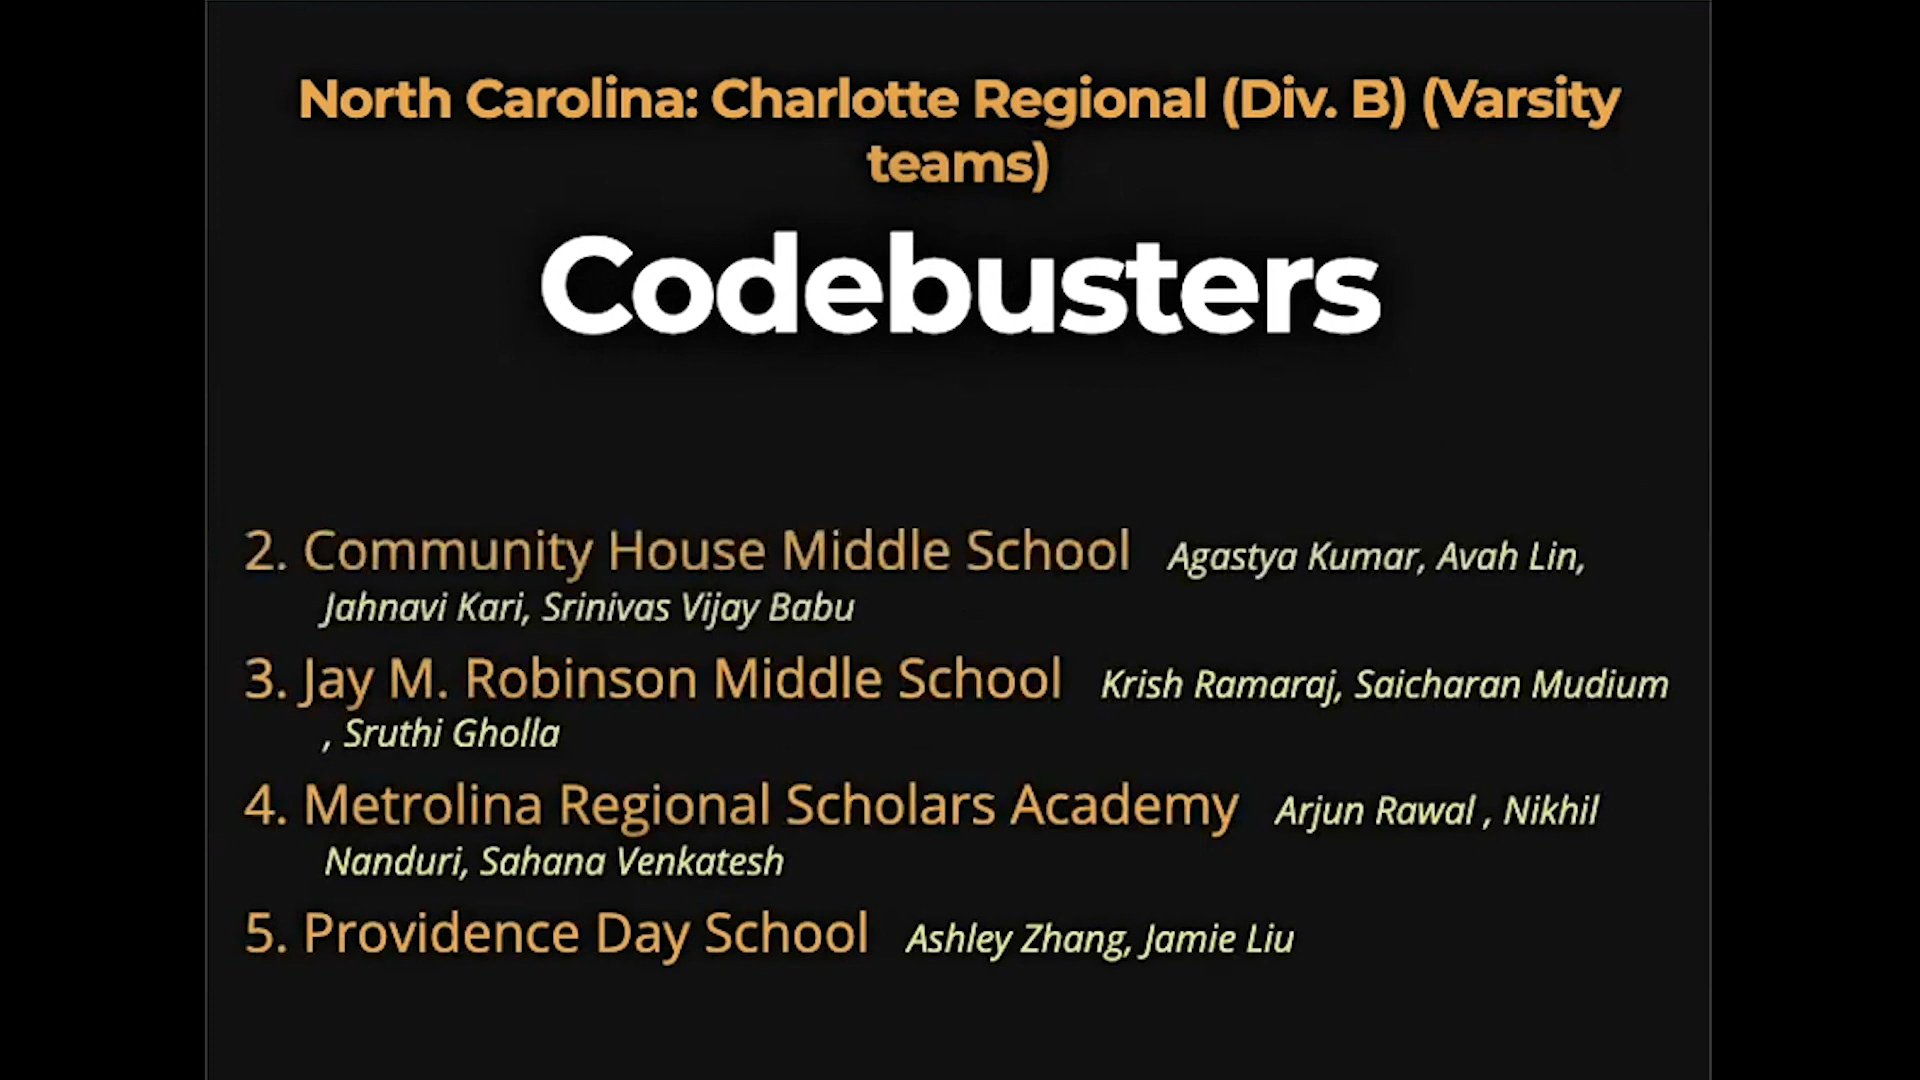 North Carolina: Charlotte Regional (Div. B) (Varsity
teams)
Codebusters
2. Community House Middle School Agastya Kumar, Avah Lin,
Jahnavi Kari, Srinivas Vijay Babu
3. Jay M. Robinson Middle School Krish Ramaraj, Saicharan Mudium
, Sruthi Gholla
4. Metrolina Regional Scholars Academy Arjun Rawal , Nikhil
Nanduri, Sahana Venkatesh
5. Providence Day School Ashley Zhang, Jamie Liu